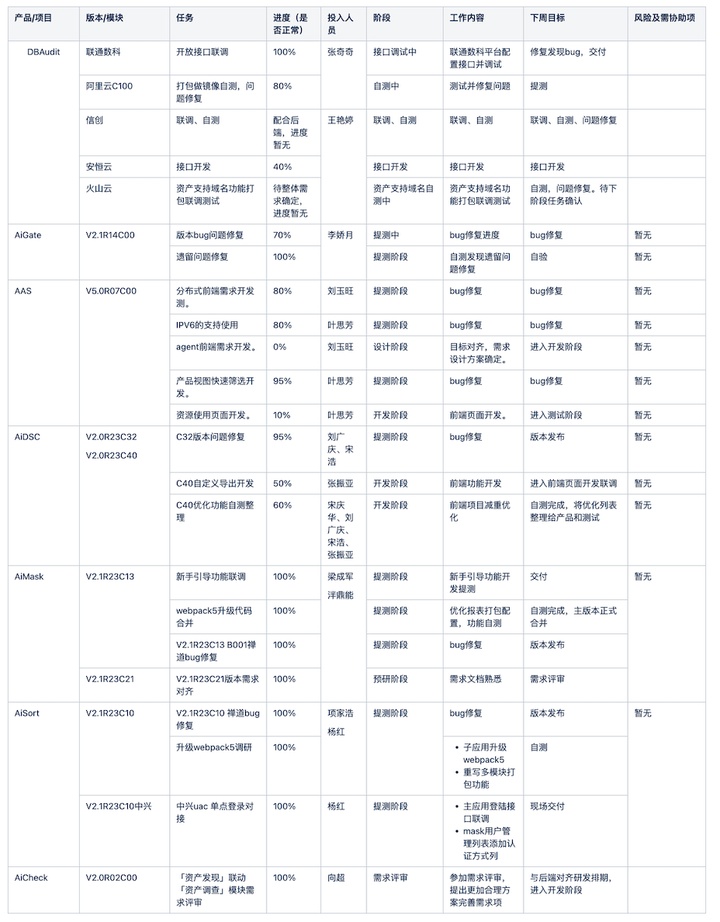 产品/项目
版本/模块
任务
进度（是
否正常）
投入人
员
阶段
工作内容
下周目标
风险及需协助项
DBAudit
联通数科
开放接口联调
100%
张奇奇
接口调试中
联通数科平台配
置接口并调试
修复发现bug，交付
阿里云C100
打包做镜像自测，问
题修复
80%
自测中
测试并修复问题
提测
信创
联调、自测
配合后
端，进度
暂无
王艳婷
联调、自测
联调、自测
联调、自测、问题修复
安恒云
接口开发
40%
接口开发
接口开发
接口开发
火山云
资产支持域名功能打
包联调测试
待整体需
求确定，
进度暂无
资产支持域名自
测中
资产支持域名功
能打包联调测试
自测，问题修复。待下
阶段任务确认
AiGate
V2.1R14C00
版本bug问题修复
70%
李娇月
提测中
bug修复进度
bug修复
暂无
遗留问题修复
100%
提测阶段
自测发现遗留问
题修复
自验
暂无
AAS
V5.0R07C00
分布式前端需求开发
测。
80%
刘玉旺
提测阶段
bug修复
bug修复
暂无
IPV6的支持使用
80%
叶思芳
提测阶段
bug修复
bug修复
暂无
agent前端需求开发。
0%
刘玉旺
设计阶段
目标对齐，需求
设计方案确定。
进入开发阶段
暂无
产品视图快速筛选开
发。
95%
叶思芳
提测阶段
bug修复
bug修复
暂无
资源使用页面开发。
10%
叶思芳
开发阶段
前端页面开发。
进入测试阶段
暂无
AiDSC
V2.0R23C32
V2.0R23C40
C32版本问题修复
95%
刘广
庆、宋
浩
提测阶段
bug修复
版本发布
暂无
C40自定义导出开发
50%
张振亚
开发阶段
前端功能开发
进入前端页面开发联调
暂无
C40优化功能自测整
理
60%
宋庆
华、刘
广庆、
宋浩、
张振亚
开发阶段
前端项目减重优
化
自测完成，将优化列表
整理给产品和测试
暂无
AiMask
V2.1R23C13
新手引导功能联调
100%
梁成军
泙鼎能
提测阶段
新手引导功能开
发提测
交付
暂无
webpack5升级代码
合并
100%
提测阶段
优化报表打包配
置，功能自测
自测完成，主版本正式
合并
V2.1R23C13 B001禅
道bug修复
100%
提测阶段
bug修复
版本发布
V2.1R23C21
V2.1R23C21版本需求
对齐
100%
预研阶段
需求文档熟悉
需求评审
AiSort
V2.1R23C10
V2.1R23C10 禅道bug
修复
100%
项家浩
杨红
提测阶段
bug修复
版本发布
暂无
升级webpack5调研
100%
• 子应用升级
webpack5
• 重写多模块打
包功能
自测
V2.1R23C10中兴
中兴uac 单点登录对
接
100%
杨红
提测阶段
• 主应用登陆接
口联调
• mask用户管
理列表添加认
证方式列
现场交付
AiCheck
V2.0R02C00
「资产发现」联动
「资产调查」模块需
求评审
100%
向超
需求评审
参加需求评审，
提出更加合理方
案完善需求项
与后端对齐研发排期，
进入开发阶段